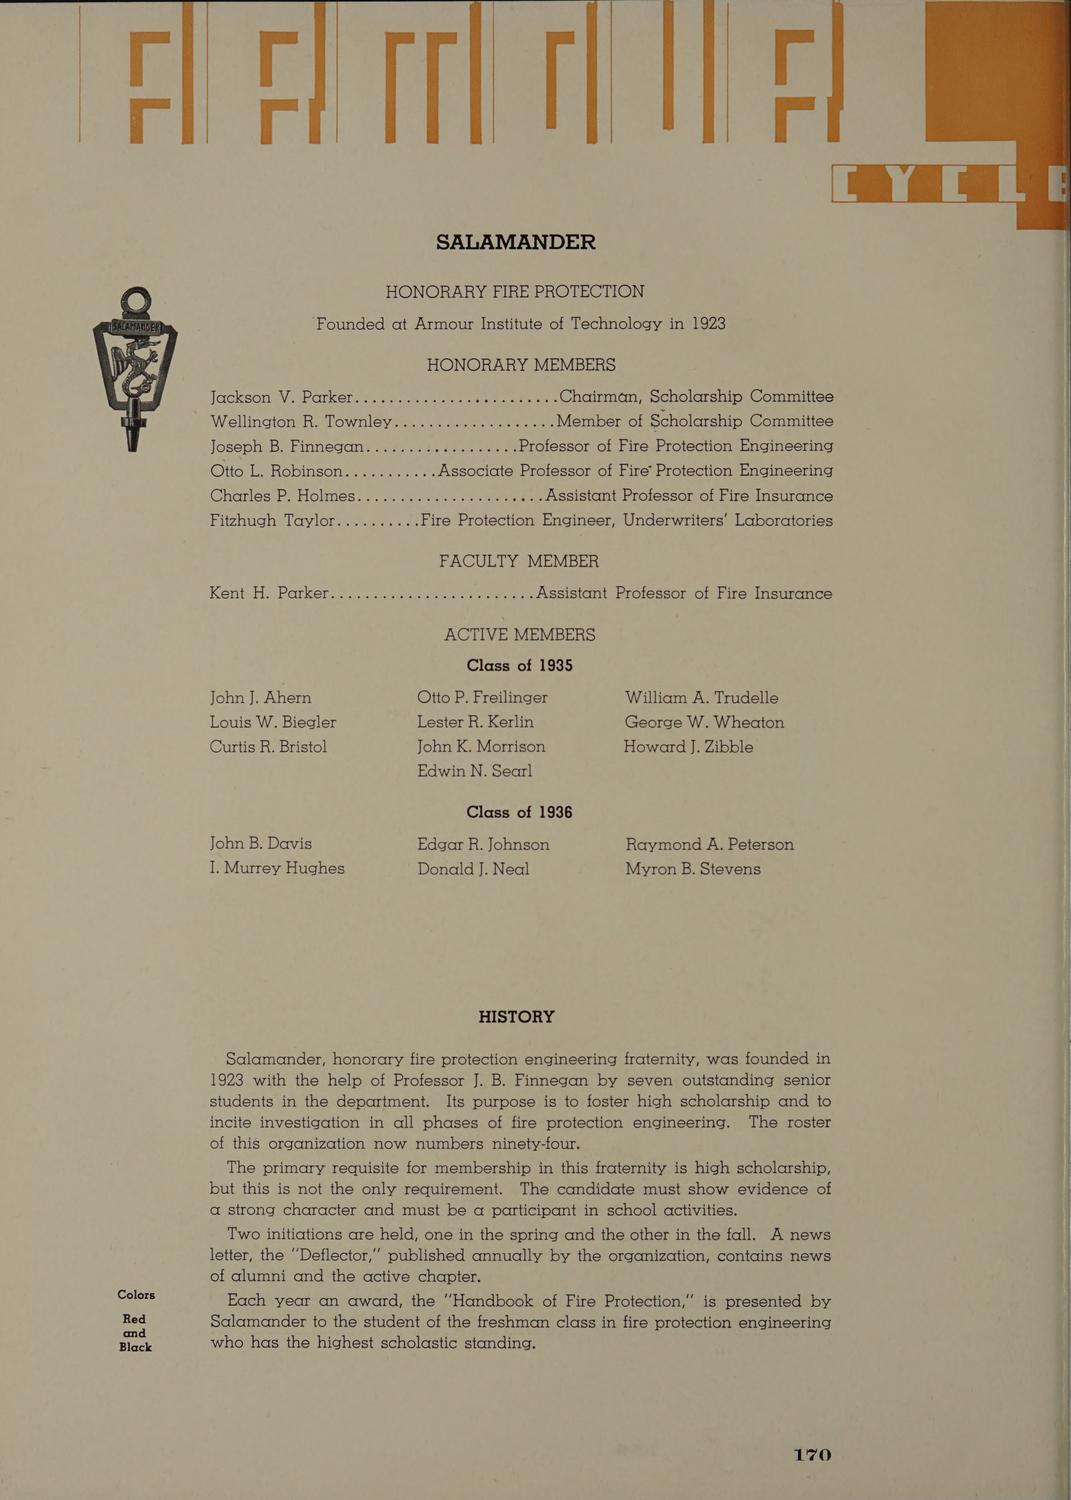 CYCLE
SALAMANDER
HONORARY FIRE PROTECTION
Founded at Armour Institute of Technology in 1923
SALAMANDER
HONORARY MEMBERS
Jackson V. Parker........................Chairman, Scholarship Committee
Wellington R. Townley...................Member of Scholarship Committee
Joseph B. Finnegan..................Professor of Fire Protection Engineering
Otto L. Robinson...........Associate Professor of Fire Protection Engineering
Charles P. Holmes......................Assistant Professor of Fire Insurance
Fitzhugh Taylor..........Fire Protection Engineer, Underwriters' Laboratories
FACULTY MEMBER
Kent H. Parker........................Assistant Professor of Fire Insurance
ACTIVE MEMBERS
Class of 1935
John J. Ahern Otto P. Freilinger William A. Trudelle
Louis W. Biegler Lester R. Kerlin George W. Wheaton
Curtis R. Bristol John K. Morrison Howard J. Zibble
Edwin N. Searl
Class of 1936
John B. Davis Edgar R. Johnson Raymond A. Peterson
I. Murrey Hughes Donald J. Neal Myron B. Stevens
HISTORY
Salamander, honorary fire protection engineering fraternity, was founded in
1923 with the help of Professor J. B. Finnegan by seven outstanding senior
students in the department. Its purpose is to foster high scholarship and to
incite investigation in all phases of fire protection engineering. The roster
of this organization now numbers ninety-four.
The primary requisite for membership in this fraternity is high scholarship,
but this is not the only requirement. The candidate must show evidence of
a strong character and must be a participant in school activities.
Two initiations are held, one in the spring and the other in the fall. A news
letter, the "Deflector," published annually by the organization, contains news
of alumni and the active chapter.
Each year an award, the "Handbook of Fire Protection," is presented by
Salamander to the student of the freshman class in fire protection engineering
who has the highest scholastic standing.
Colors
Red
and
Black
170